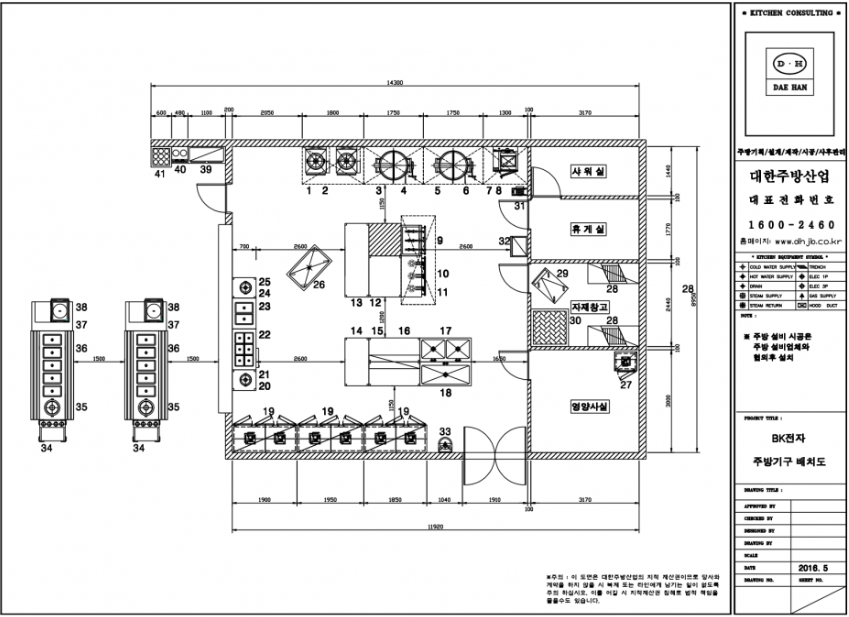 14300
600 480 1100 200 2050 1800 1750 1750 1300 100 3170
41 40 39
1 2 3 4 5 6 7 8
31
샤워실
1440
100
휴게실
1770
100
1150
9
32
700 2600 2600
10
11
26
25
24
23
13 12
29
28
자재창고
28
28
30
2440
8950
38
37
36
35
34
1500
38
37
36
35
34
1500
22
21
20
2600
14 15 16 17
18
1650
1150
27
100
3000
영양사실
19 19 19
33
1900 1950 1850 1040 1910 3170
100
11920
※주의 : 이 도면은 대한주방산업의 지적 재산권이므로 당사와
계약을 하지 않을 시 복제 또는 타인에게 넘기는 일이 없도록
주의 하십시오. 이를 어길 시 지적재산권 침해로 법적 책임을
물을수도 있습니다.
* KITCHEN CONSULTING *
D · H
DAE HAN
주방기획/설계/제작/시공/사후관리
대한주방산업
대 표 전 화 번 호
1600-2460
홈페이지: www.dhjb.co.kr
* KITCHEN EQUIPMENT SYMBOL *
COLD WATER SUPPLY TRENCH
HOT WATER SUPPLY ELEC 1P
DRAIN ELEC 3P
STEAM SUPPLY GAS SUPPLY
STEAM RETURN HOOD DUCT
NOTE :
※ 주방 설비 시공은
주방 설비업체와
협의후 설치
PROJECT TITLE :
BK전자
주방기구 배치도
DRAWING TITLE :
APPROVED BY
CHECKED BY
DESIGNED BY
DRAWING BY
SCALE
DATE 2016. 5
DRAWING NO. SHEET NO.